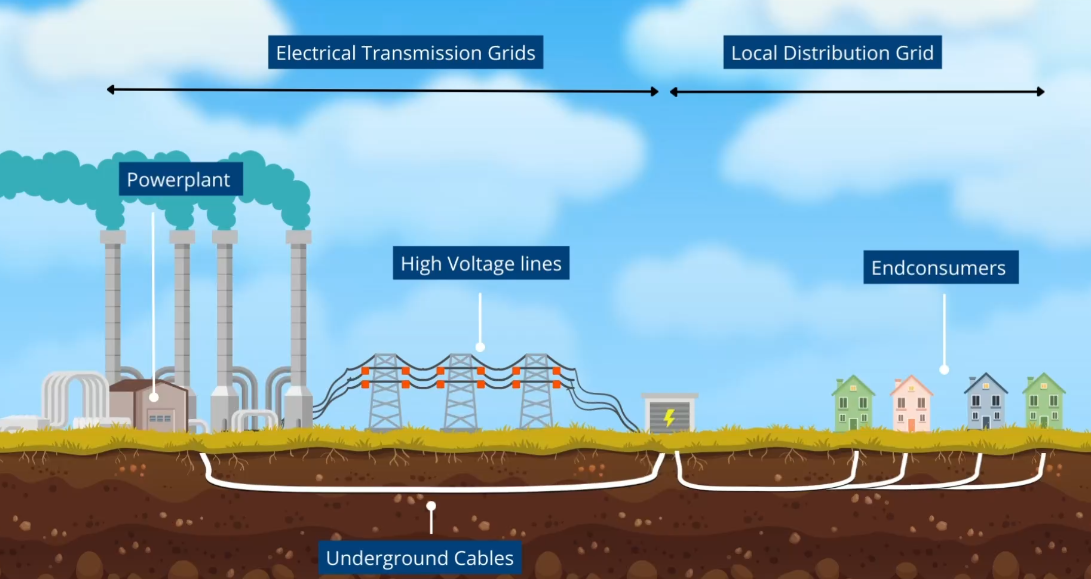 Electrical Transmission Grids
Local Distribution Grid
Powerplant
High Voltage lines
Endconsumers
Underground Cables